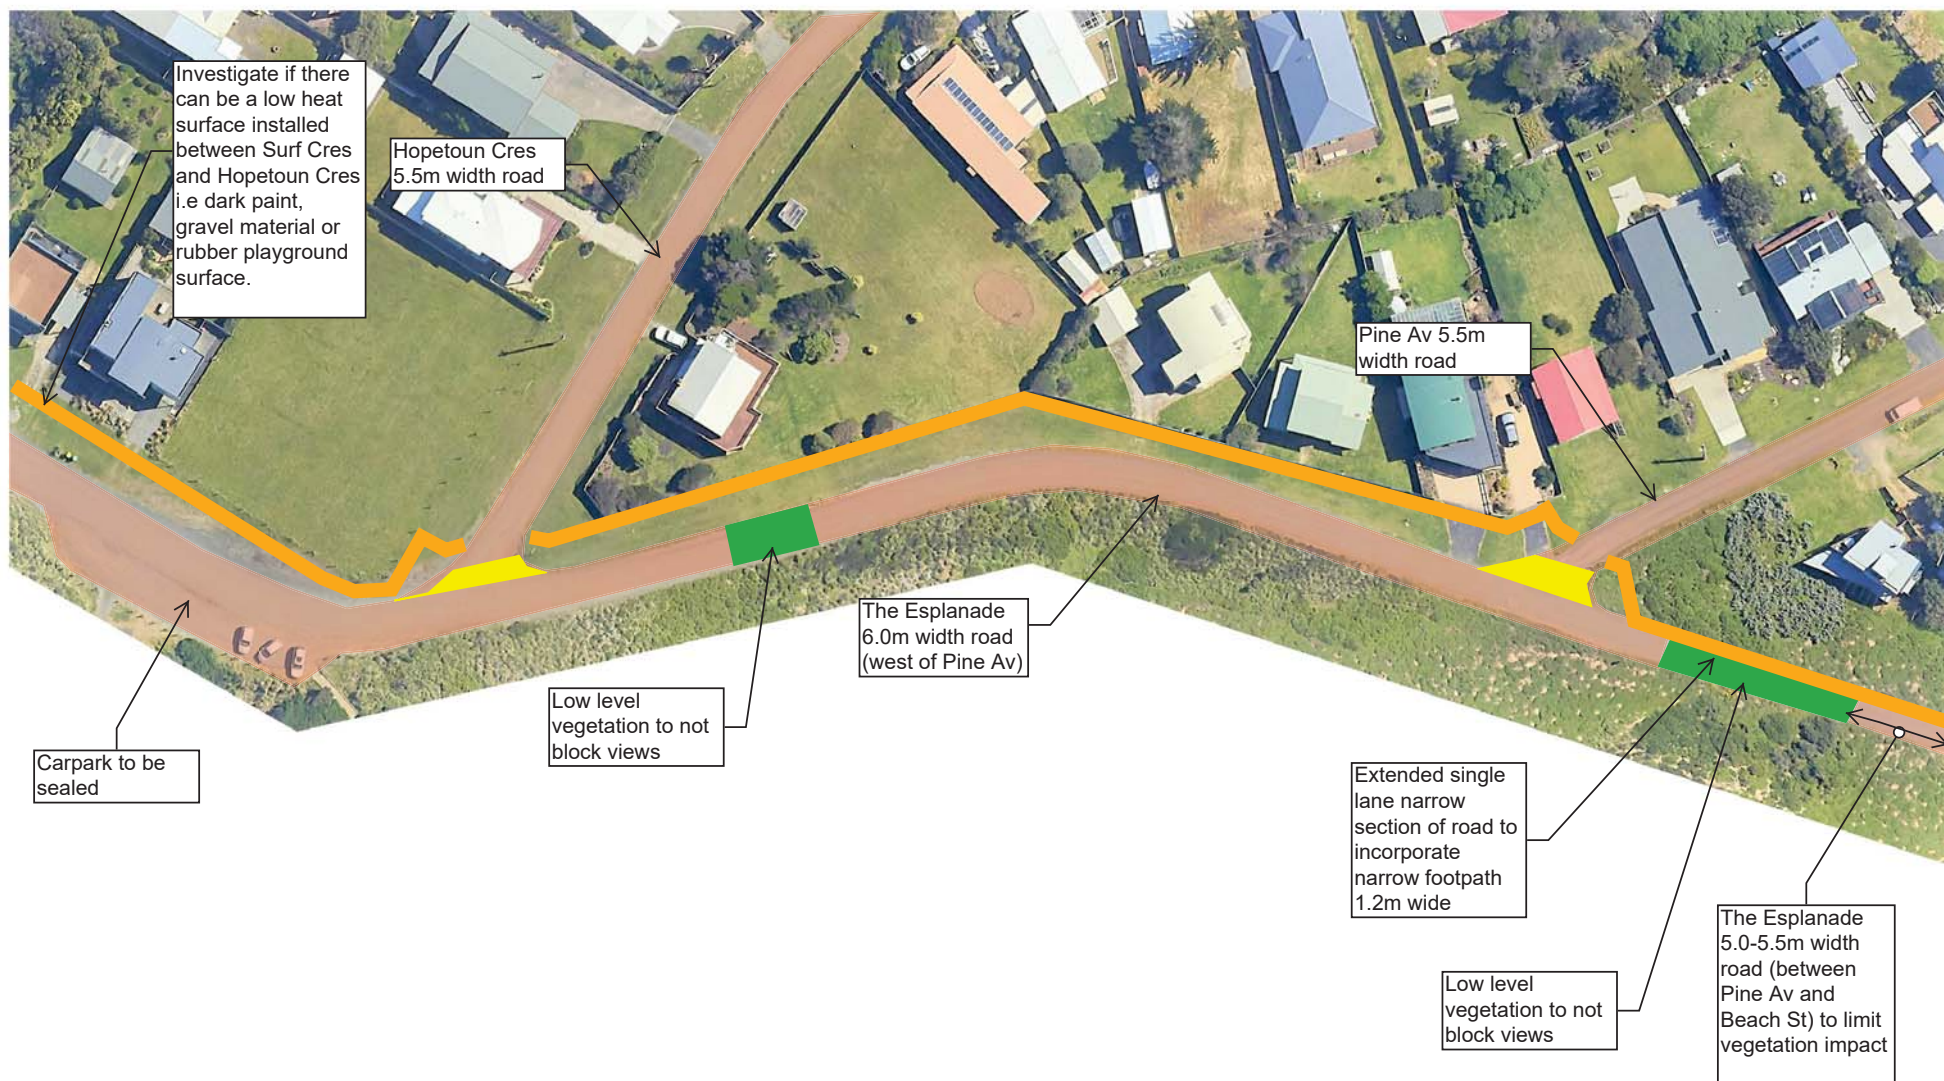 Investigate if there
can be a low heat
surface installed
between Surf Cres
and Hopetoun Cres
i.e dark paint,
gravel material or
rubber playground
surface.
Hopetoun Cres
5.5m width road
Pine Av 5.5m
width road
The Esplanade
6.0m width road
(west of Pine Av)
Low level
vegetation to not
block views
Carpark to be
sealed
Extended single
lane narrow
section of road to
incorporate
narrow footpath
1.2m wide
Low level
vegetation to not
block views
The Esplanade
5.0-5.5m width
road (between
Pine Av and
Beach St) to limit
vegetation impact